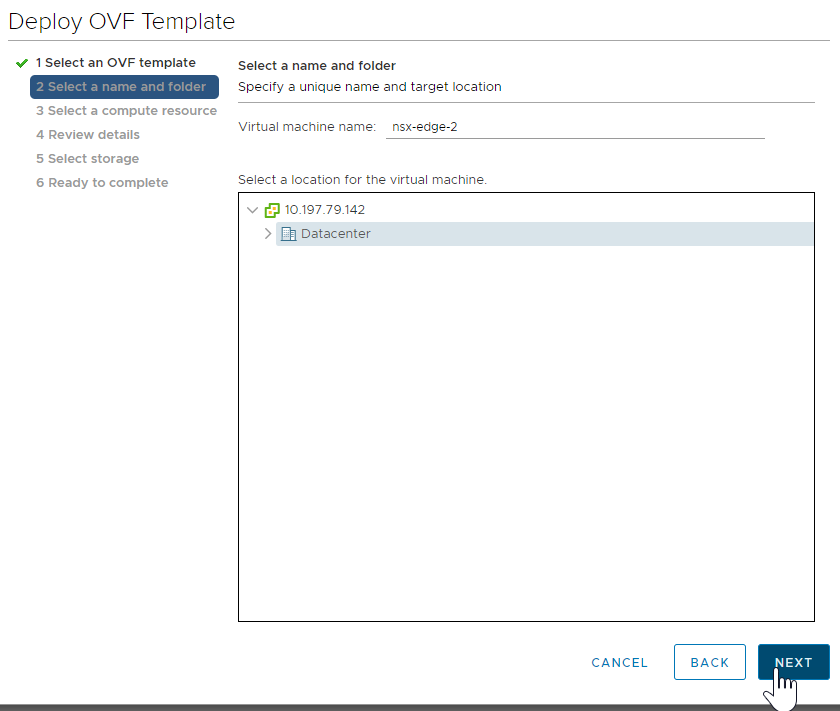 Deploy OVF Template
1 Select an OVF template
2 Select a name and folder
3 Select a compute resource
4 Review details
5 Select storage
6 Ready to complete
Select a name and folder
Specify a unique name and target location
Virtual machine name: nsx-edge-2
Select a location for the virtual machine.
10.197.79.142
Datacenter
CANCEL BACK NEXT